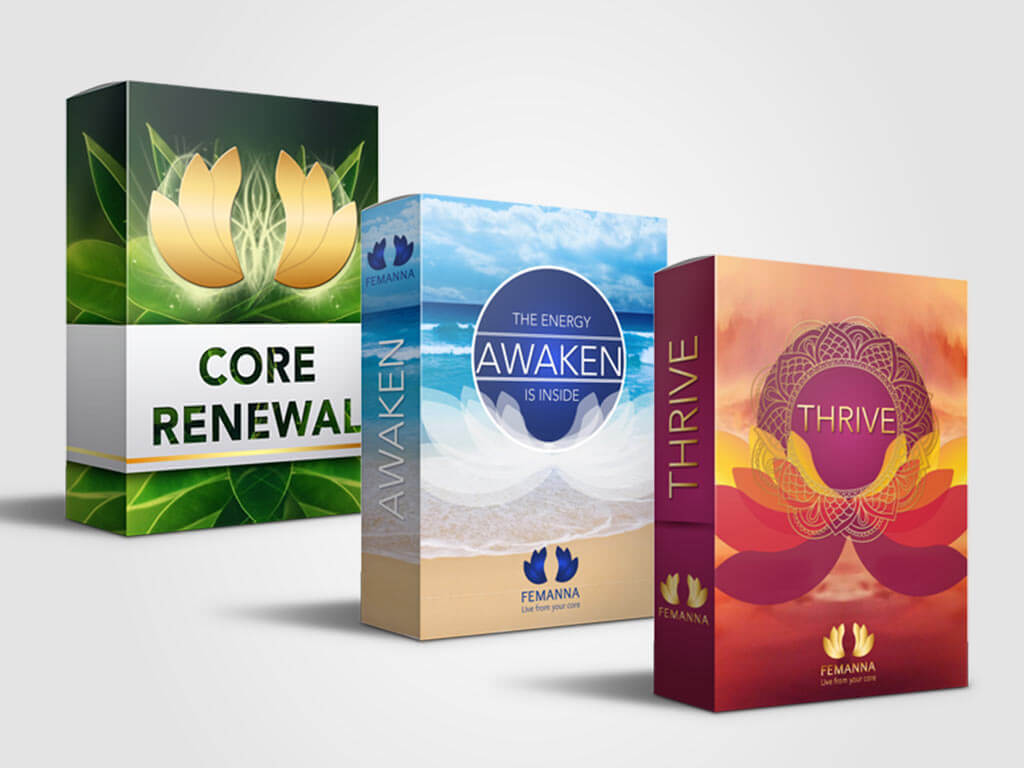 CORE
RENEWAL
FEMANNA
AWAKEN
THE ENERGY
AWAKEN
IS INSIDE
FEMANNA
Live from your core
THRIVE
FEMANNA
THRIVE
FEMANNA
Live from your core